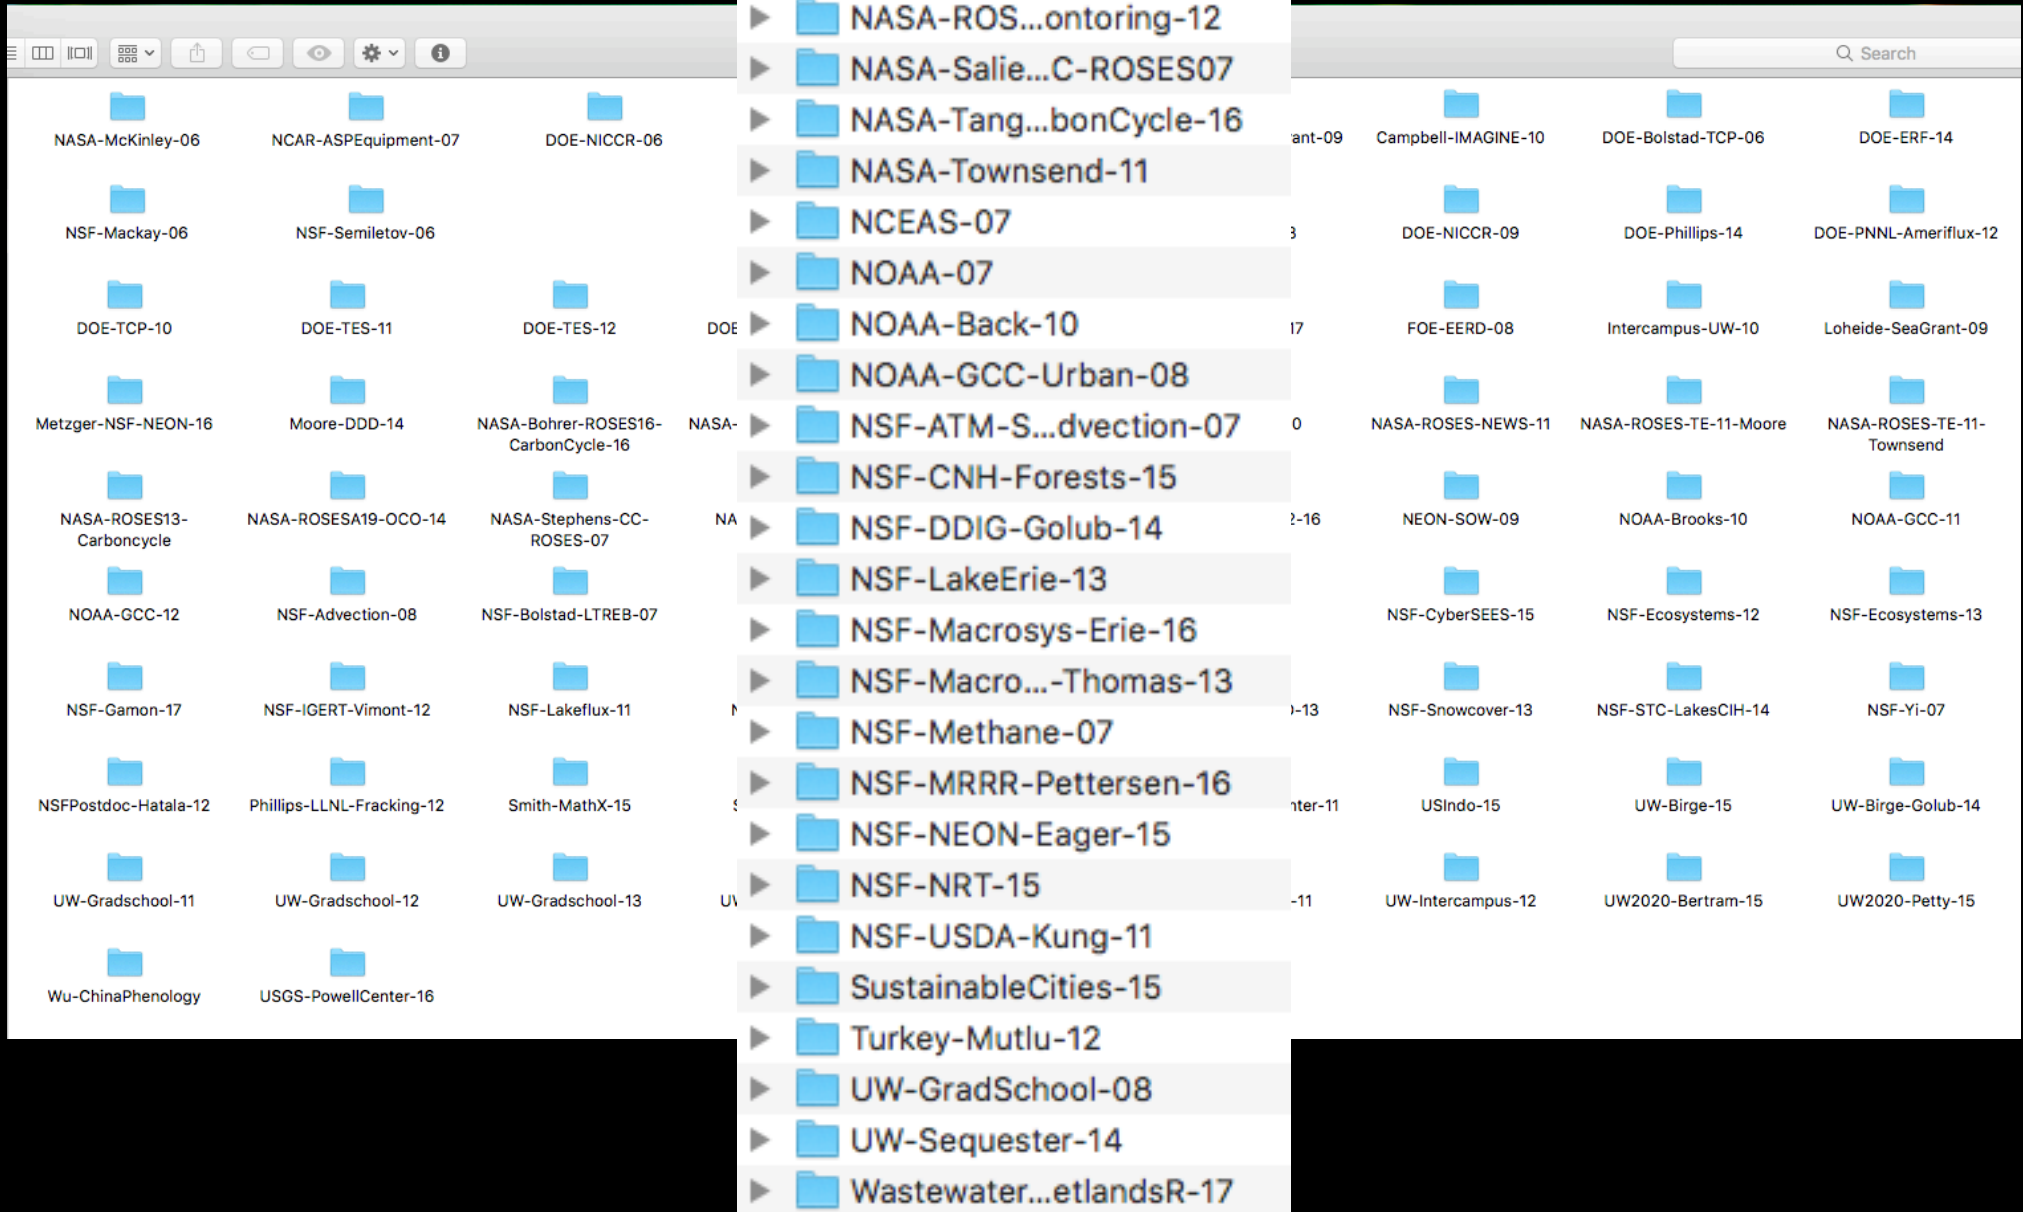 Search
NASA-McKinley-06
NCAR-ASPEquipment-07
DOE-NICCR-06
NSF-Mackay-06
NSF-Semiletov-06
DOE-TCP-10
DOE-TES-11
DOE-TES-12
DOE
Metzger-NSF-NEON-16
Moore-DDD-14
NASA-Bohrer-ROSES16-
CarbonCycle-16
NASA-
NASA-ROSES13-
Carboncycle
NASA-ROSESA19-OCO-14
NASA-Stephens-CC-
ROSES-07
NA
NOAA-GCC-12
NSF-Advection-08
NSF-Bolstad-LTREB-07
NSF-Gamon-17
NSF-IGERT-Vimont-12
NSF-Lakeflux-11
NSFPostdoc-Hatala-12
Phillips-LLNL-Fracking-12
Smith-MathX-15
UW-Gradschool-11
UW-Gradschool-12
UW-Gradschool-13
Wu-ChinaPhenology
USGS-PowellCenter-16
NASA-ROS...ontoring-12
NASA-Salie...C-ROSES07
NASA-Tang...bonCycle-16
NASA-Townsend-11
NCEAS-07
NOAA-07
NOAA-Back-10
NOAA-GCC-Urban-08
NSF-ATM-S...dvection-07
NSF-CNH-Forests-15
NSF-DDIG-Golub-14
NSF-LakeErie-13
NSF-Macrosys-Erie-16
NSF-Macro...-Thomas-13
NSF-Methane-07
NSF-MRRR-Pettersen-16
NSF-NEON-Eager-15
NSF-NRT-15
NSF-USDA-Kung-11
SustainableCities-15
Turkey-Mutlu-12
UW-GradSchool-08
UW-Sequester-14
Wastewater...etlandsR-17
ant-09
Campbell-IMAGINE-10
DOE-Bolstad-TCP-06
DOE-ERF-14
DOE-NICCR-09
DOE-Phillips-14
DOE-PNNL-Ameriflux-12
17
FOE-EERD-08
Intercampus-UW-10
Loheide-SeaGrant-09
0
NASA-ROSES-NEWS-11
NASA-ROSES-TE-11-Moore
NASA-ROSES-TE-11-
Townsend
-16
NEON-SOW-09
NOAA-Brooks-10
NOAA-GCC-11
NSF-CyberSEES-15
NSF-Ecosystems-12
NSF-Ecosystems-13
-13
NSF-Snowcover-13
NSF-STC-LakesCIH-14
NSF-Yi-07
nter-11
USIndo-15
UW-Birge-15
UW-Birge-Golub-14
-11
UW-Intercampus-12
UW2020-Bertram-15
UW2020-Petty-15